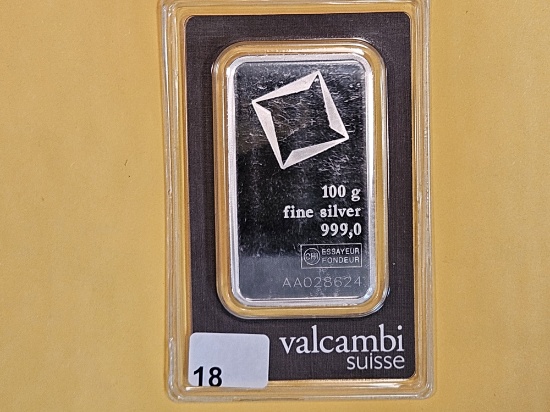 100 g
fine silver
999,0
CHI ESSAYEUR
FONDEUR
AA028624
valcambi
suisse
18